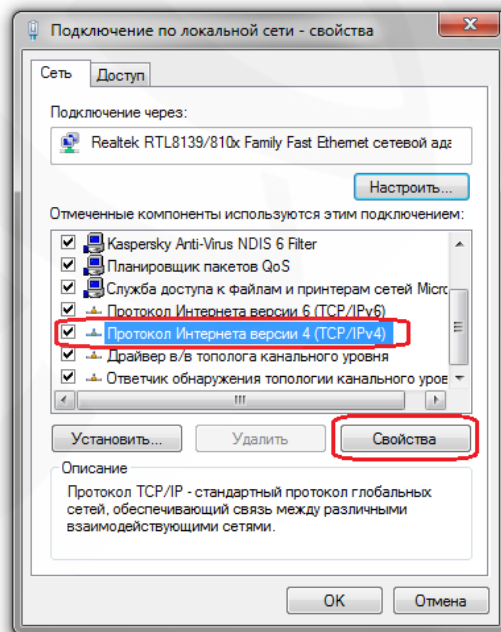 Подключение по локальной сети - свойства
Сеть
Доступ
Подключение через:
Realtek RTL8139/810x Family Fast Ethernet сетевой ада
Настроить...
Отмеченные компоненты используются этим подключением:
Kaspersky Anti-Virus NDIS 6 Filter
Планировщик пакетов QoS
Служба доступа к файлам и принтерам сетей Micro
Протокол Интернета версии 6 (TCP/IPv6)
Протокол Интернета версии 4 (TCP/IPv4)
Драйвер в/в тополога канального уровня
Ответчик обнаружения топологии канального уров
Установить...
Удалить
Свойства
Описание
Протокол TCP/IP - стандартный протокол глобальных
сетей, обеспечивающий связь между различными
взаимодействующими сетями.
OK
Отмена